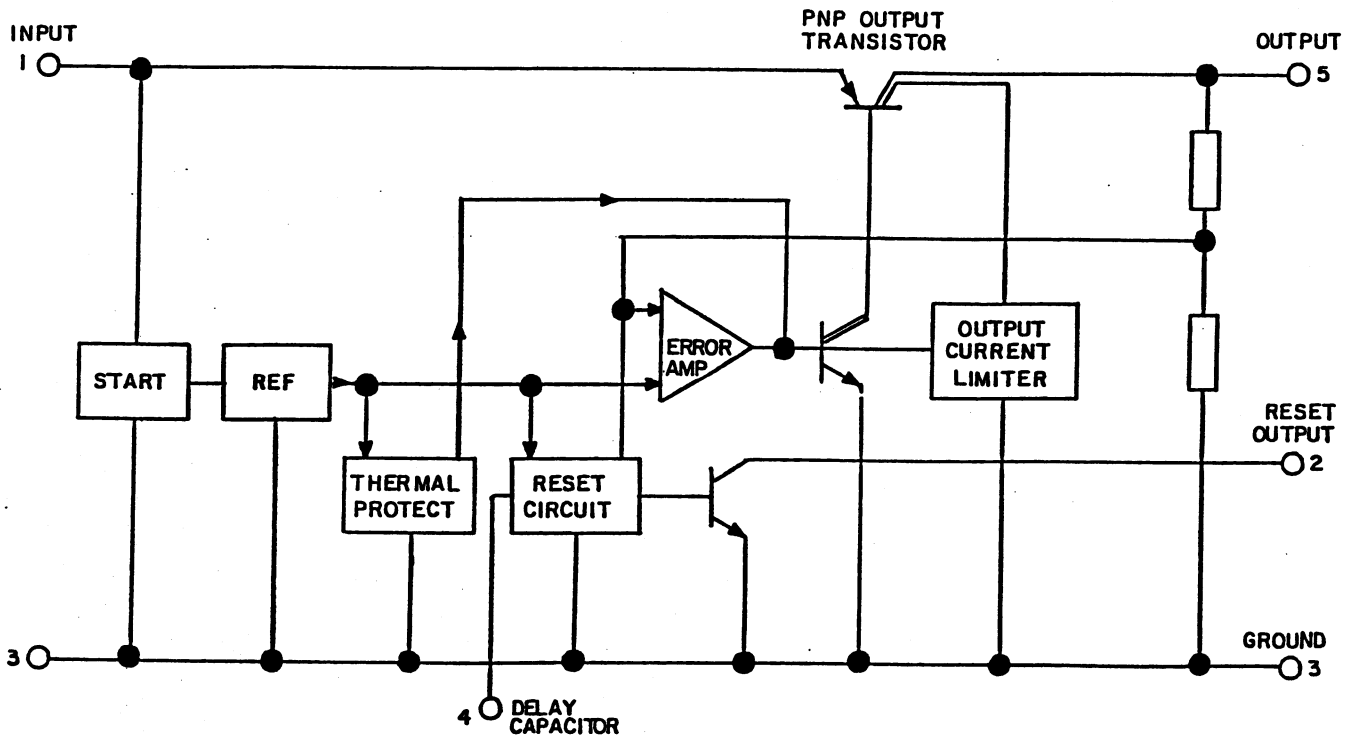 PNP OUTPUT
TRANSISTOR
INPUT
1
OUTPUT
5
START
REF
ERROR
AMP
OUTPUT
CURRENT
LIMITER
THERMAL
PROTECT
RESET
CIRCUIT
RESET
OUTPUT
2
3
GROUND
3
4
DELAY
CAPACITOR